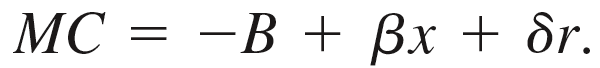 MC = −B + βx + δr.